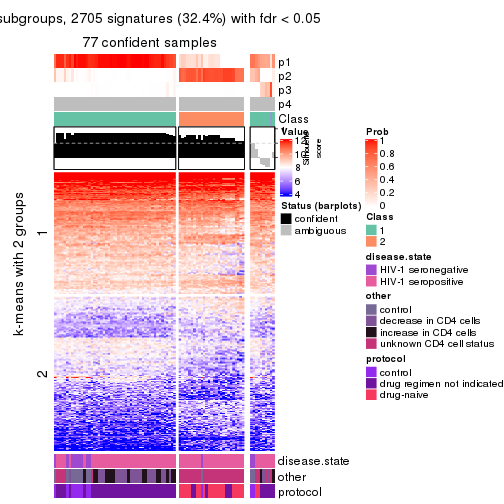 subgroups, 2705 signatures (32.4%) with fdr < 0.05
77 confident samples
p1
p2
p3
p4
Class
Silhouette
score
k-means with 2 groups
1
2
disease.state
other
protocol
Value
12
10
8
6
4
Status (barplots)
confident
ambiguous
Prob
1
0.8
0.6
0.4
0.2
0
Class
1
2
disease.state
HIV-1 seronegative
HIV-1 seropositive
other
control
decrease in CD4 cells
increase in CD4 cells
unknown CD4 cell status
protocol
control
drug regimen not indicated
drug-naive